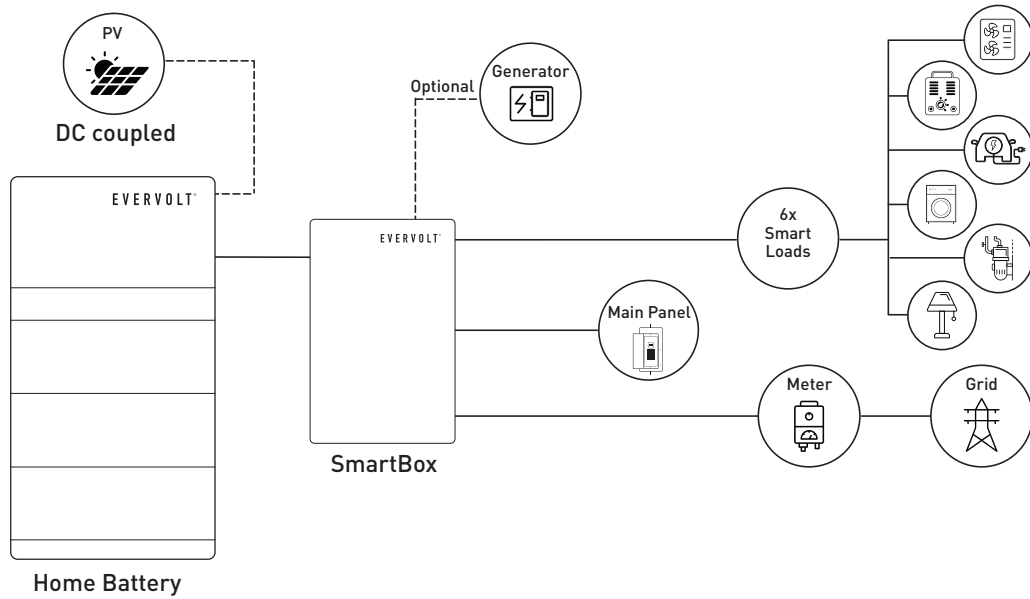 PV
DC coupled
Optional
Generator
EVERVOLT®
EVERVOLT®
6x
Smart
Loads
Main Panel
Meter
Grid
SmartBox
Home Battery